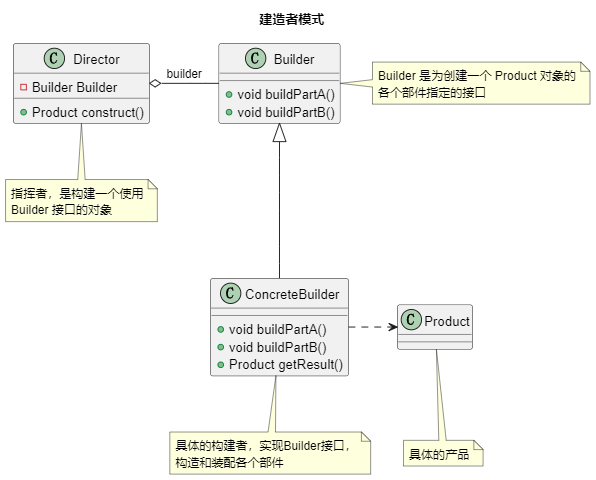 建造者模式
C Director
Builder Builder
Product construct()
builder
C Builder
void buildPartA()
void buildPartB()
Builder 是为创建一个 Product 对象的
各个部件指定的接口
指挥者，是构建一个使用
Builder 接口的对象
C ConcreteBuilder
void buildPartA()
void buildPartB()
Product getResult()
C Product
具体的构建者，实现Builder接口，
构造和装配各个部件
具体的产品